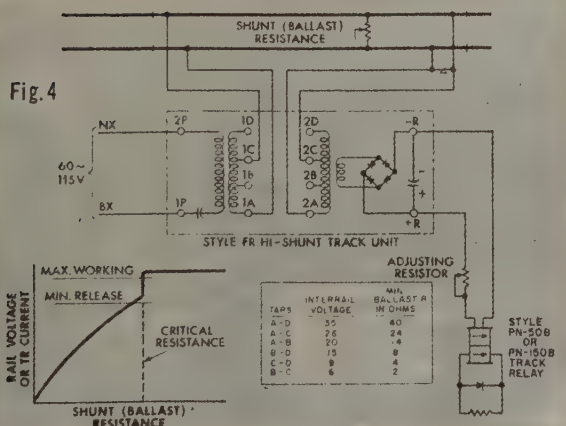 SHUNT (BALLAST)
RESISTANCE
Fig.4
NX
2P
1D
2D
-R
1C
2C
60~
115V
1B
2B
BX
1P
1A
2A
+R
-
+
STYLE FR HI-SHUNT TRACK UNIT
MAX. WORKING
MIN. RELEASE
CRITICAL
RESISTANCE
RAIL VOLTAGE
OR TR CURRENT
SHUNT (BALLAST)
RESISTANCE
TAPS INTERRAIL VOLTAGE MIN. BALLAST R IN OHMS
A-D 35 40
A-C 26 24
A-B 20 14
B-D 15 8
C-D 9 4
B-C 6 2
ADJUSTING
RESISTOR
STYLE
PN-50B
OR
PN-150B
TRACK
RELAY